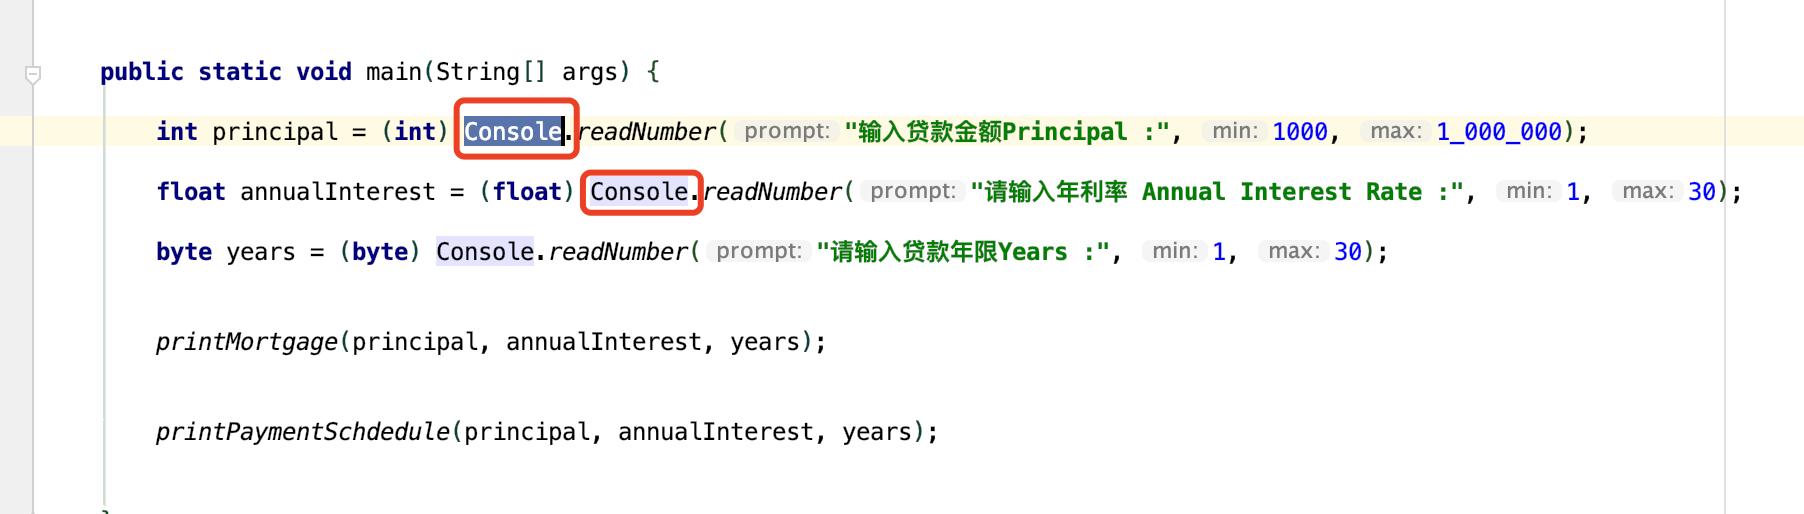 public static void main(String[] args) {
int principal = (int) Console.readNumber( prompt: "输入贷款金额Principal :", min: 1000, max: 1_000_000);
float annualInterest = (float) Console.readNumber( prompt: "请输入年利率 Annual Interest Rate :", min: 1, max: 30);
byte years = (byte) Console.readNumber( prompt: "请输入贷款年限Years :", min: 1, max: 30);
printMortgage(principal, annualInterest, years);
printPaymentSchdedule(principal, annualInterest, years);